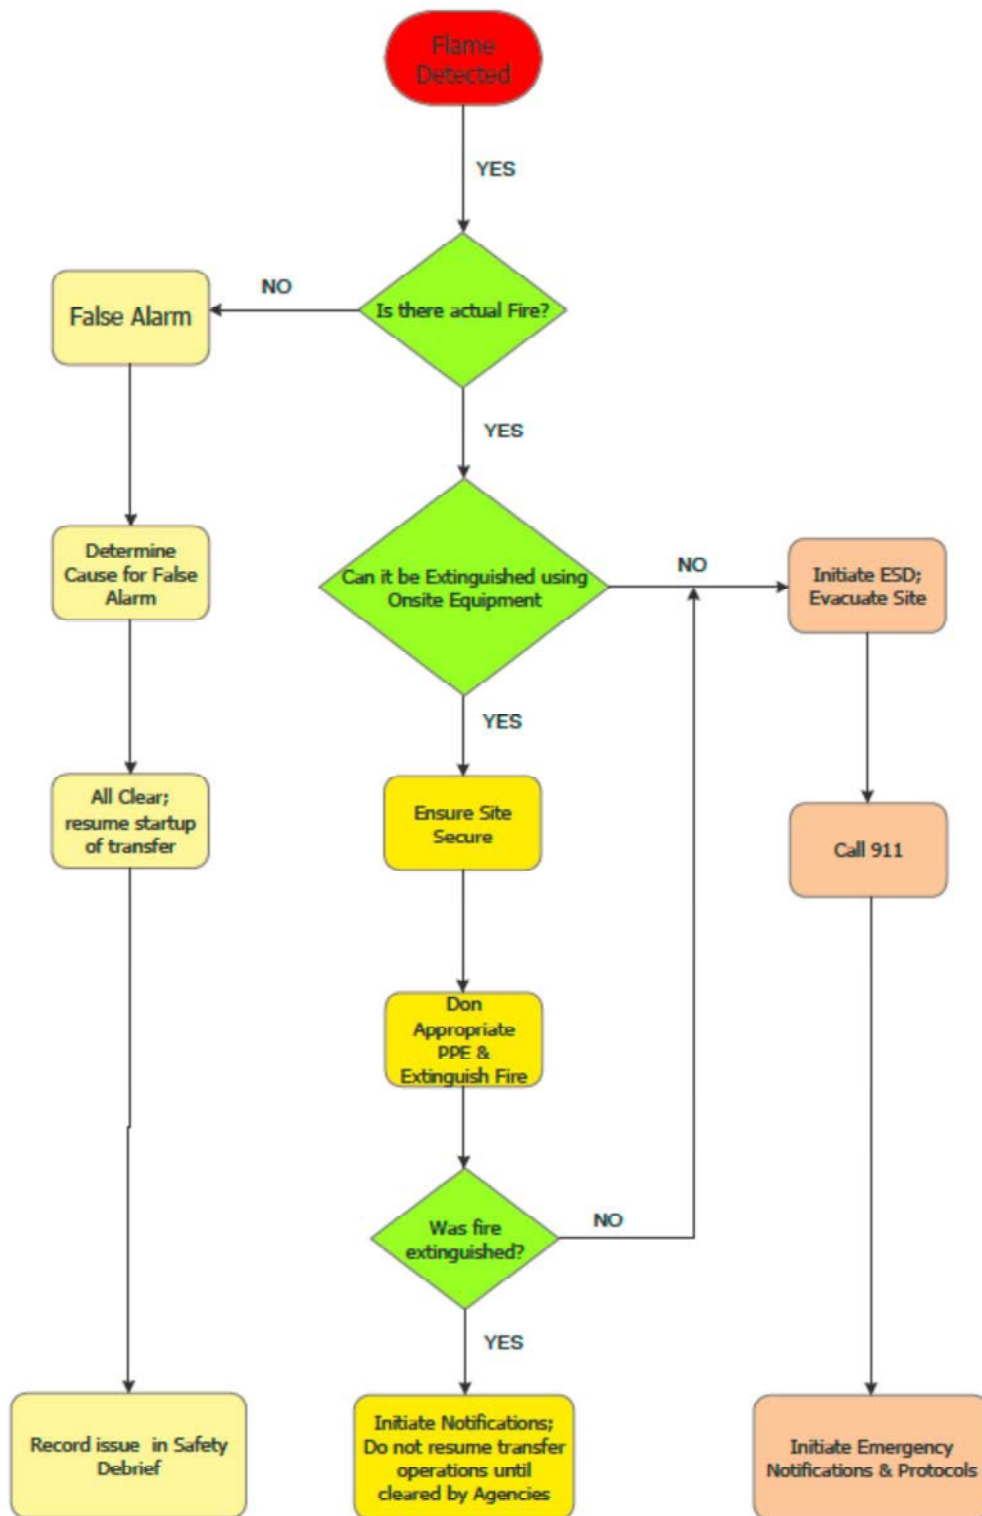 Flame
Detected
YES
Is there actual Fire?
NO
False Alarm
YES
Determine
Cause for False
Alarm
Can it be Extinguished using
Onsite Equipment
NO
Initiate ESD;
Evacuate Site
YES
All Clear;
resume startup
of transfer
Ensure Site
Secure
Call 911
Don
Appropriate
PPE &
Extinguish Fire
Was fire
extinguished?
NO
YES
Record issue in Safety
Debrief
Initiate Notifications;
Do not resume transfer
operations until
cleared by Agencies
Initiate Emergency
Notifications & Protocols